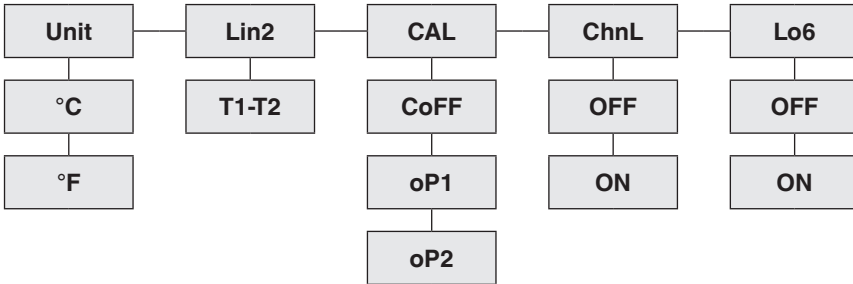 Unit Lin2 CAL ChnL Lo6
°C T1-T2 CoFF OFF OFF
°F oP1 ON ON
oP2